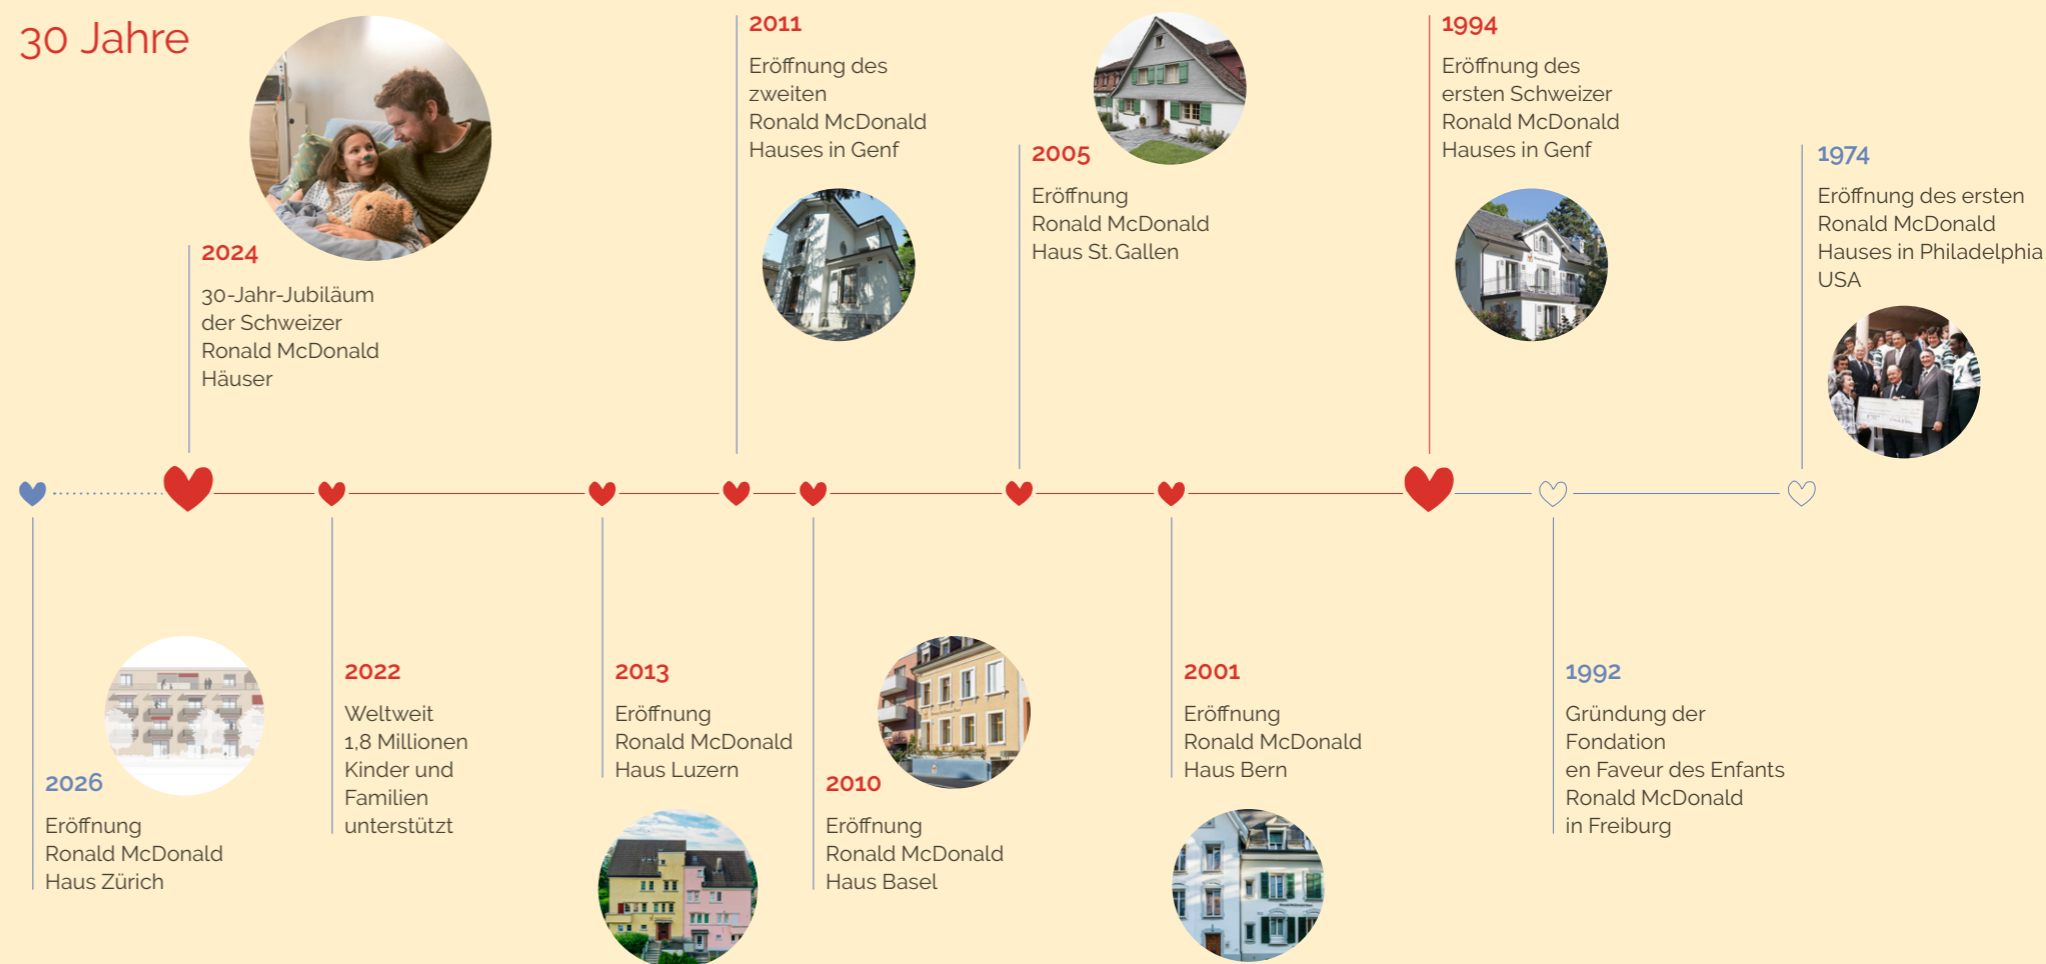 30 Jahre
2024
30-Jahr-Jubiläum
der Schweizer
Ronald McDonald
Häuser
2011
Eröffnung des
zweiten
Ronald McDonald
Hauses in Genf
2005
Eröffnung
Ronald McDonald
Haus St. Gallen
1994
Eröffnung des
ersten Schweizer
Ronald McDonald
Hauses in Genf
1974
Eröffnung des ersten
Ronald McDonald
Hauses in Philadelphia
USA
2026
Eröffnung
Ronald McDonald
Haus Zürich
2022
Weltweit
1,8 Millionen
Kinder und
Familien
unterstützt
2013
Eröffnung
Ronald McDonald
Haus Luzern
2010
Eröffnung
Ronald McDonald
Haus Basel
2001
Eröffnung
Ronald McDonald
Haus Bern
1992
Gründung der
Fondation
en Faveur des Enfants
Ronald McDonald
in Freiburg